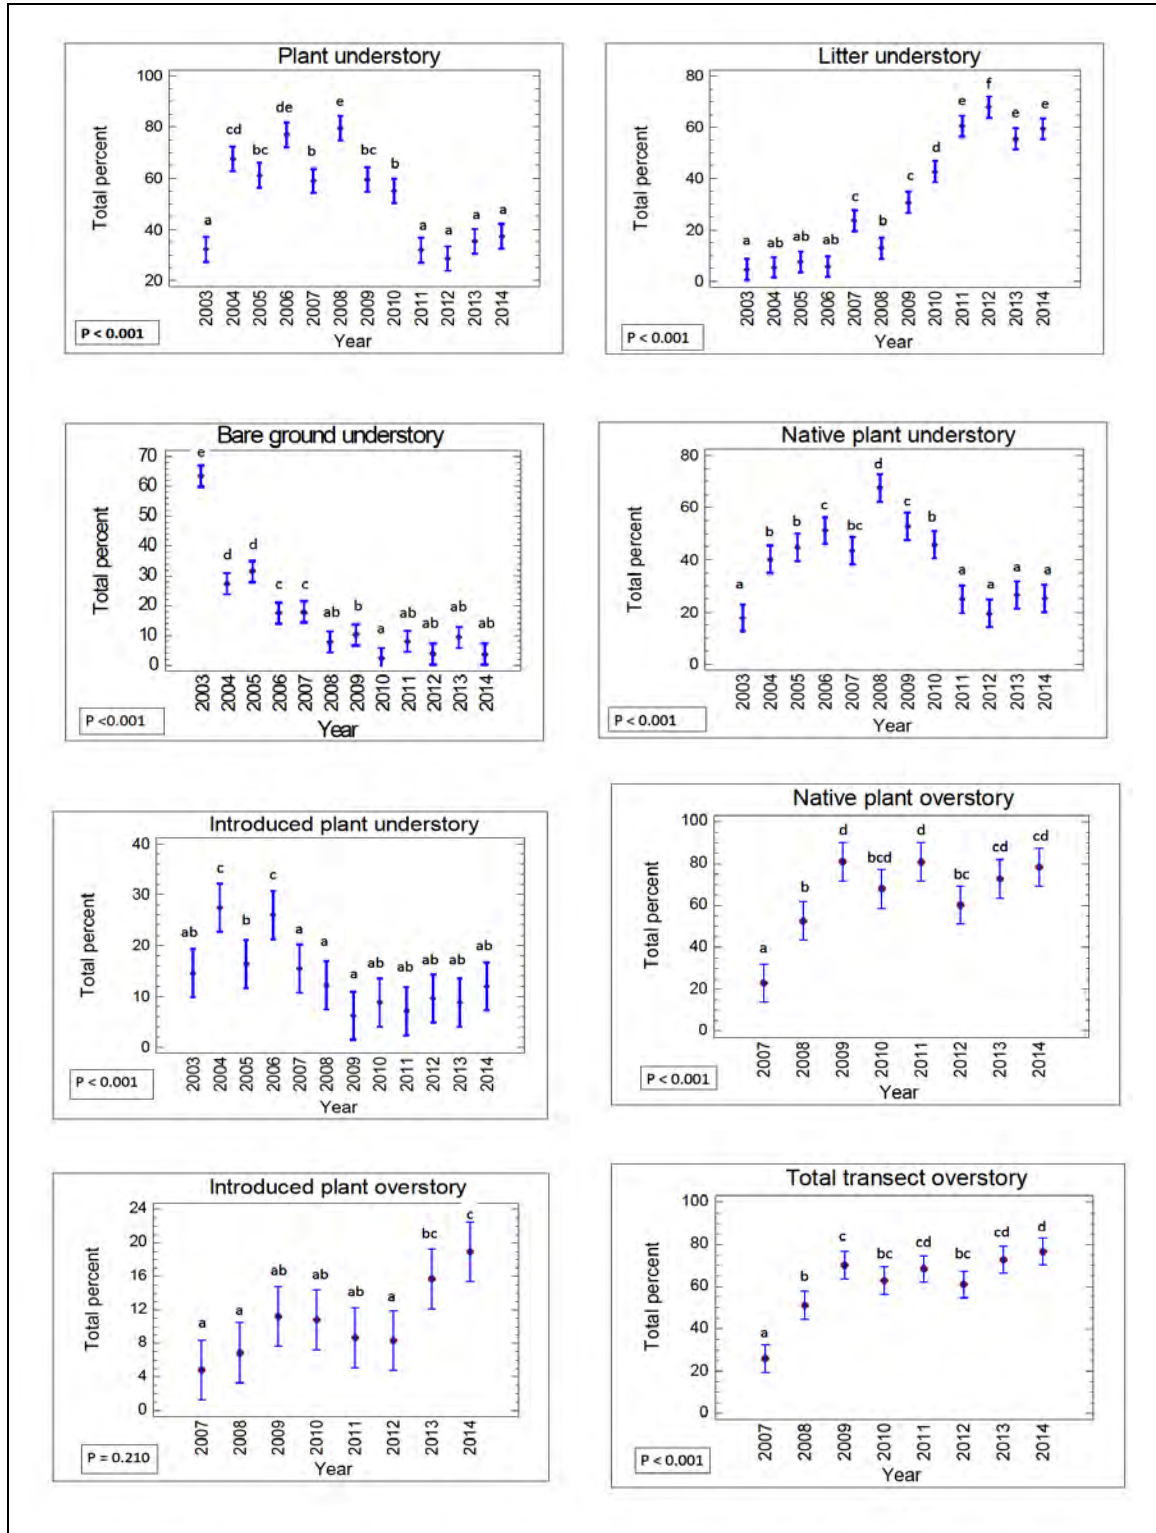 Plant understory
100
80
60
40
20
Total percent
a
cd
bc
de
b
e
bc
b
a
a
a
a
2003
2004
2005
2006
2007
2008
2009
2010
2011
2012
2013
2014
Year
P < 0.001
Litter understory
80
60
40
20
0
Total percent
a
ab
ab
ab
c
b
c
d
e
f
e
e
2003
2004
2005
2006
2007
2008
2009
2010
2011
2012
2013
2014
Year
P < 0.001
Bare ground understory
70
60
50
40
30
20
10
0
Total percent
e
d
d
c
c
ab
b
a
ab
ab
ab
ab
2003
2004
2005
2006
2007
2008
2009
2010
2011
2012
2013
2014
Year
P <0.001
Native plant understory
80
60
40
20
0
Total percent
a
b
b
c
bc
d
c
b
a
a
a
a
2003
2004
2005
2006
2007
2008
2009
2010
2011
2012
2013
2014
Year
P < 0.001
Introduced plant understory
40
30
20
10
0
Total percent
ab
c
b
c
a
a
a
ab
ab
ab
ab
ab
2003
2004
2005
2006
2007
2008
2009
2010
2011
2012
2013
2014
Year
P < 0.001
Native plant overstory
100
80
60
40
20
0
Total percent
a
b
d
bcd
d
bc
cd
cd
2007
2008
2009
2010
2011
2012
2013
2014
Year
P < 0.001
Introduced plant overstory
24
20
16
12
8
4
0
Total percent
a
a
ab
ab
ab
a
bc
c
2007
2008
2009
2010
2011
2012
2013
2014
Year
P = 0.210
Total transect overstory
100
80
60
40
20
0
Total percent
a
b
c
bc
cd
bc
cd
d
2007
2008
2009
2010
2011
2012
2013
2014
Year
P < 0.001